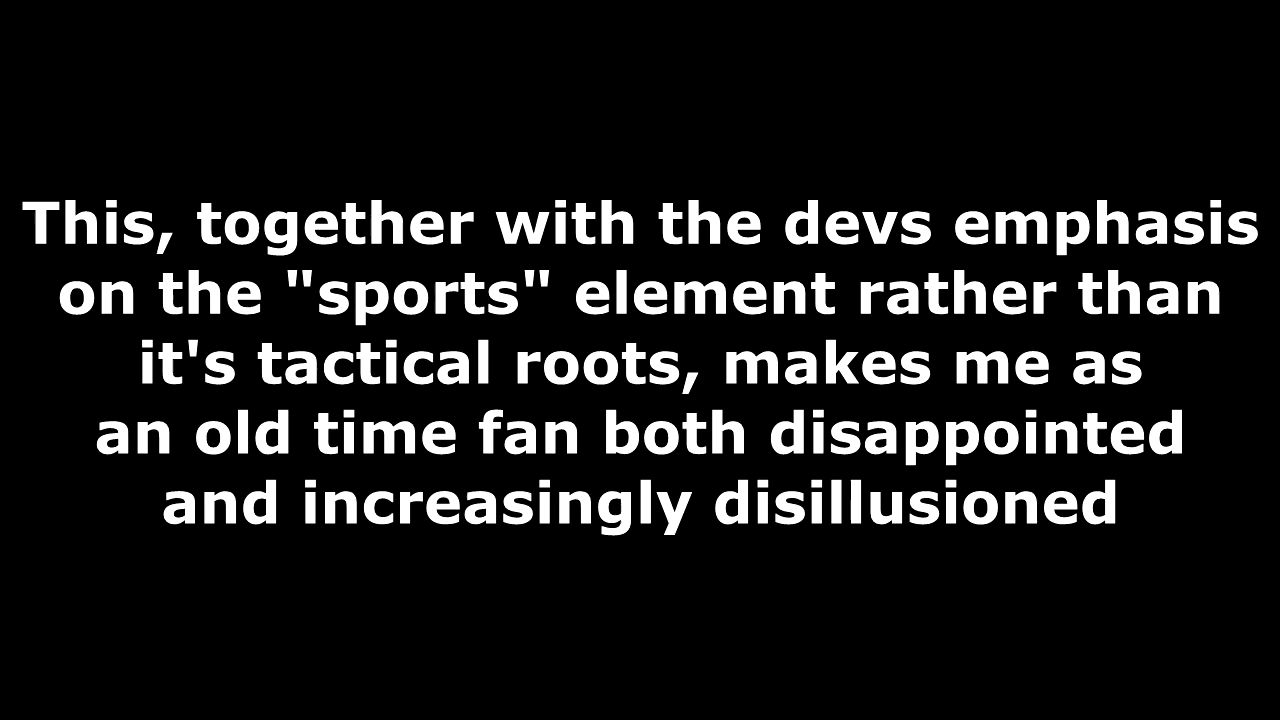 This, together with the devs emphasis
on the "sports" element rather than
it's tactical roots, makes me as
an old time fan both disappointed
and increasingly disillusioned